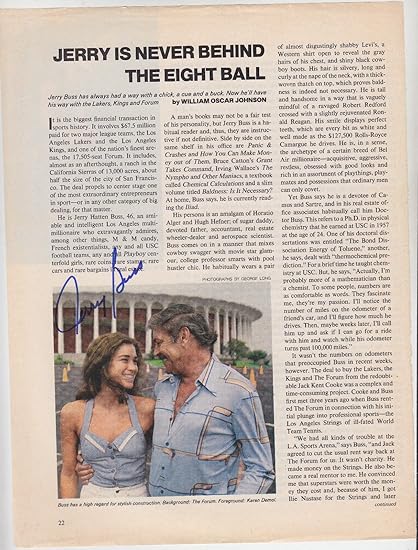 JERRY IS NEVER BEHIND
THE EIGHT BALL
Jerry Buss has always had a way with a chick, a cue and a buck. Now he'll have
his way with the Lakers, Kings and Forum
by WILLIAM OSCAR JOHNSON
It is the biggest financial transaction in
sports history. It involves $67.5 million
paid for two major league teams, the Los
Angeles Lakers and the Los Angeles
Kings, and one of the nation's finest are-
nas, the 17,505-seat Forum. It includes,
almost as an afterthought, a ranch in the
California Sierras of 13,000 acres, about
half the size of the city of San Francis-
co. The deal propels to center stage one
of the most extraordinary entrepreneurs
in sport—or in any other category of big
dealing, for that matter.
He is Jerry Hatten Buss, 46, an amia-
ble and intelligent Los Angeles multi-
millionaire who extravagantly admires,
among other things, M & M candy,
French existentialism, any and all USC
football teams, any and all Playboy cen-
terfold girls, rare coins, rare stamps, rare cars
and rare bargains in real estate.
A man's books may not be a fair test
of his persona, but Jerry Buss is a ha-
bitual reader and, thus, they are instruc-
tive if not definitive. Side by side on the
same shelf in his office are Panic &
Crashes and How You Can Make Mon-
ey out of Them, Bruce Catton's Grant
Takes Command, Irving Wallace's The
Nympho and Other Maniacs, a textbook
called Chemical Calculations and a slim
volume titled Baldness: Is It Necessary?
At home, Buss says, he is currently read-
ing the Iliad.
His persona is an amalgam of Horatio
Alger and Hugh Hefner: sugar daddy,
devoted father, accountant, real estate
wheeler-dealer and aerospace scientist.
Buss comes on in a manner that mixes
cowboy swagger with movie star glam-
our, college professor smarts with pool
hustler chic. He habitually wears a pair
PHOTOGRAPHS BY GEORGE LONG
of almost disgustingly shabby Levi's, a
Western shirt open to reveal the gray
hairs of his chest, and shiny black cow-
boy boots. His hair is silvery, long and
curly at the nape of the neck, with a thick-
woven thatch on top, which proves bald-
ness is indeed not necessary. He is tall
and handsome in a way that is vaguely
mindful of a ravaged Robert Redford
crossed with a slightly rejuvenated Ron-
ald Reagan. His smile displays perfect
teeth, which are every bit as white and
well made as the $127,500 Rolls-Royce
Camargue he drives. He is, in a sense,
the archetype of a certain breed of Bel
Air millionaire—acquisitive, aggressive,
restless, obsessed with good looks and
rich in an assortment of playthings, play-
mates and possessions that ordinary men
can only covet.
Yet Buss says he is a devotee of Ca-
mus and Sartre, and in his real estate of-
fice associates habitually call him Doc-
tor Buss. This refers to a Ph.D. in physical
chemistry that he earned at USC in 1957
at the age of 24. One of his doctoral dis-
sertations was entitled "The Bond Disso-
ciation Energy of Toluene," another,
he says, dealt with "thermochemical pre-
diction." For a brief time he taught chem-
istry at USC. But, he says, "Actually, I'm
probably more of a mathematician than
a chemist. To some people, numbers are
as comfortable as words. They fascinate
me, they're my passion. I'll notice the
number of miles on the odometer of a
friend's car, and I'll figure how much he
drives. Then, maybe weeks later, I'll call
him up and ask if I can go for a ride
with him and watch while his odometer
turns past 100,000 miles."
It wasn't the numbers on odometers
that preoccupied Buss in recent weeks,
however. The deal to buy the Lakers, the
Kings and The Forum from the redoubt-
able Jack Kent Cooke was a complex and
time-consuming project. Cooke and Buss
first met three years ago when Buss rent-
ed The Forum in connection with his ini-
tial plunge into professional sport—the
Los Angeles Strings of ill-fated World
Team Tennis.
"We had all kinds of trouble at the
L.A. Sports Arena," says Buss, "and Jack
agreed to cut the usual rent way back at
The Forum for us. It wasn't charity. He
made money on the Strings. He also be-
came a real mentor to me. He convinced
me that superstars were worth the mon-
ey they cost and, because of him, I got
Ilie Nastase for the Strings and later
continued
Jerry Buss
Buss has a high regard for stylish construction. Background: The Forum. Foreground: Karen Demel.
22